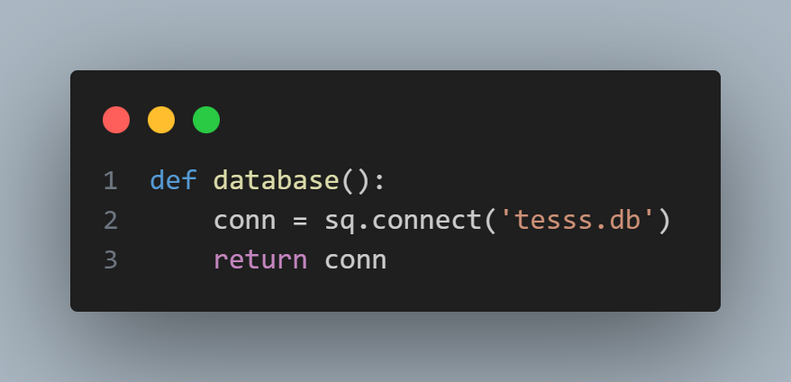 1 def database():
2     conn = sq.connect('tesss.db')
3     return conn